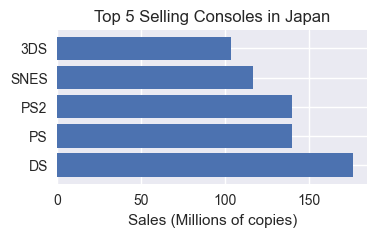 Top 5 Selling Consoles in Japan
3DS
SNES
PS2
PS
DS
0 50 100 150
Sales (Millions of copies)